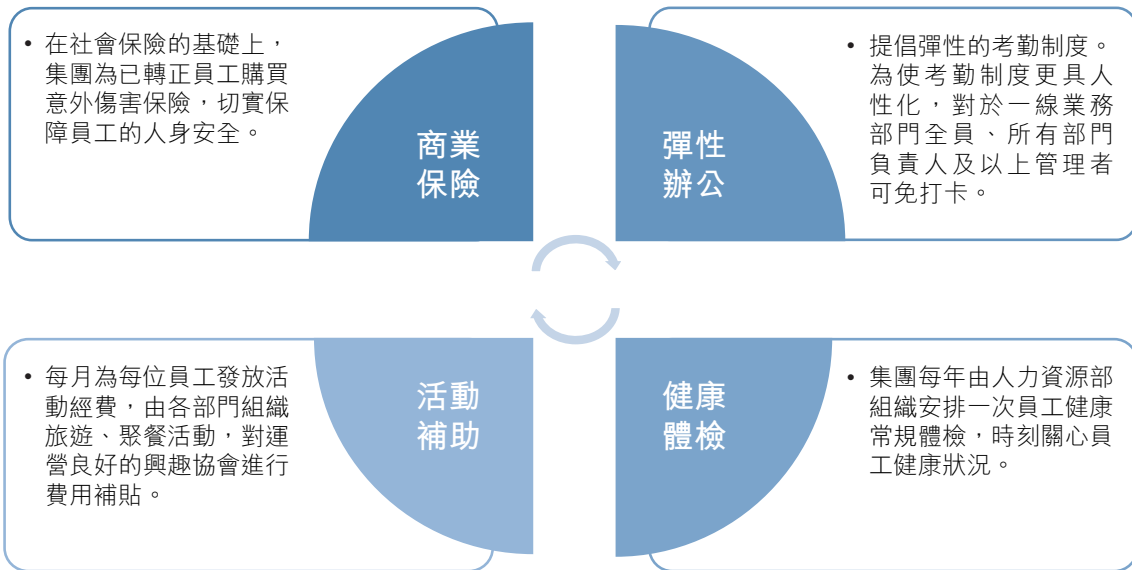 • 在社會保險的基礎上，
集團為已轉正員工購買
意外傷害保險，切實保
障員工的人身安全。
商業
保險
彈性
辦公
• 提倡彈性的考勤制度。
為使考勤制度更具人
性化，對於一線業務
部門全員、所有部門
負責人及以上管理者
可免打卡。
• 每月為每位員工發放活
動經費，由各部門組織
旅遊、聚餐活動，對運
營良好的興趣協會進行
費用補貼。
活動
補助
健康
體檢
• 集團每年由人力資源部
組織安排一次員工健康
常規體檢，時刻關心員
工健康狀況。